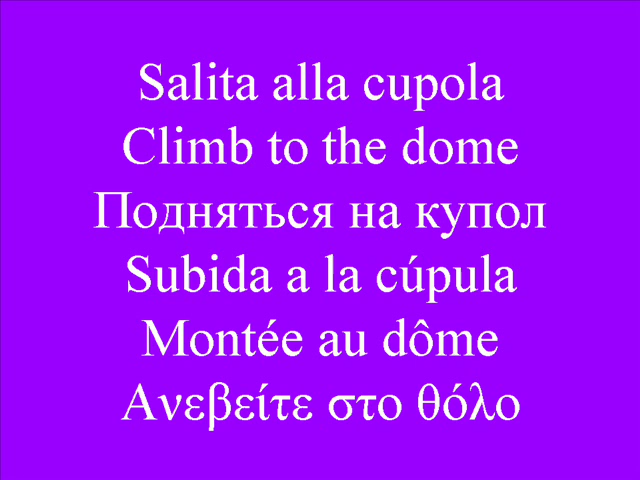 Salita alla cupola
Climb to the dome
Подняться на купол
Subida a la cúpula
Montée au dôme
Ανεβείτε στο θόλο